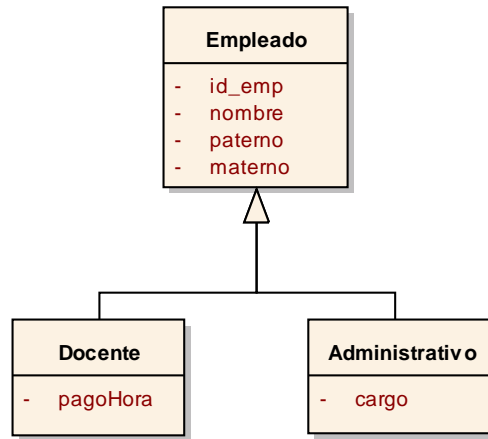 Empleado
- id_emp
- nombre
- paterno
- materno
Docente
- pagoHora
Administrativo
- cargo